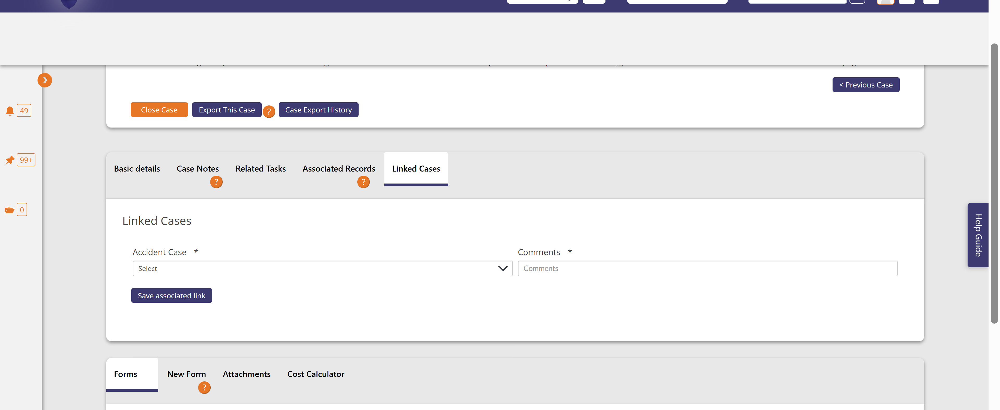 < Previous Case
Close Case Export This Case ? Case Export History
49
99+
0
Basic details Case Notes Related Tasks Associated Records Linked Cases
? ?
Linked Cases
Accident Case * Comments *
Select Comments
Save associated link
Help Guide
Forms New Form Attachments Cost Calculator
?